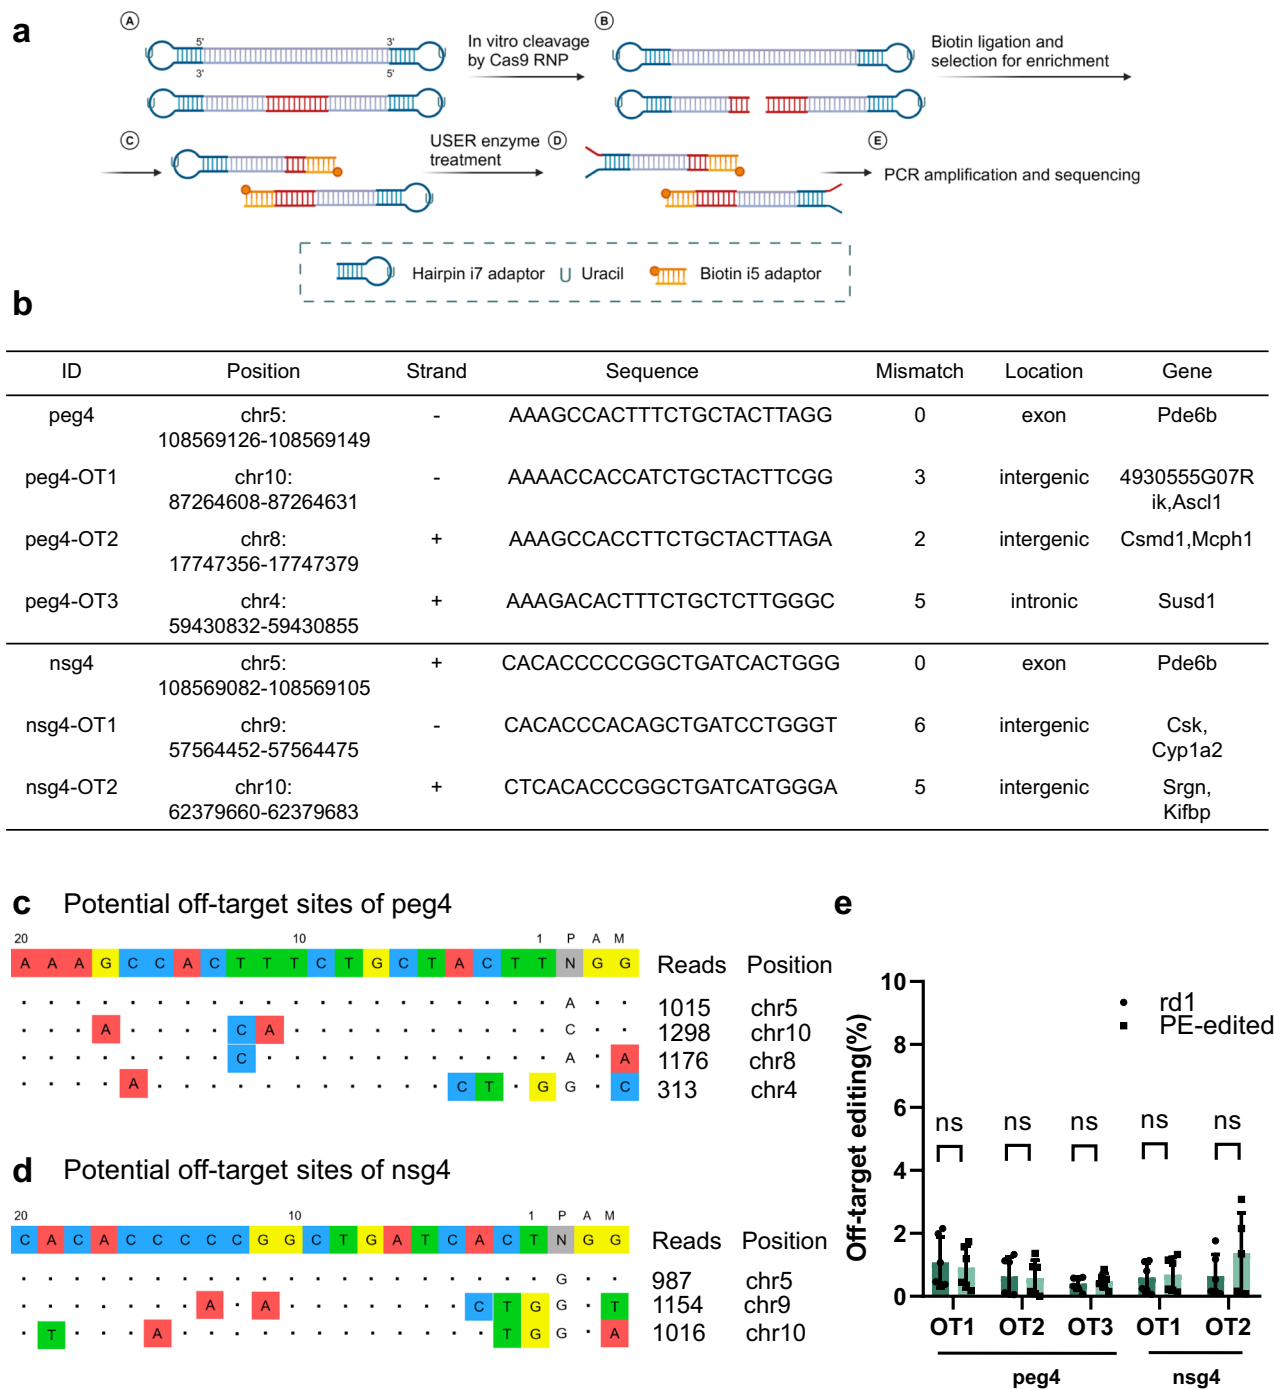 a
A
B
5'
3'
3'
5'
In vitro cleavage
by Cas9 RNP
Biotin ligation and
selection for enrichment
U
U
U
U
U
U
U
U
C
USER enzyme
treatment
D
E
PCR amplification and sequencing
U
U
Hairpin i7 adaptor
U Uracil
Biotin i5 adaptor
b
ID Position Strand Sequence Mismatch Location Gene
peg4 chr5: - AAAGCCACTTTCTGCTACTTAGG 0 exon Pde6b
108569126-108569149
peg4-OT1 chr10: - AAAACCACCATCTGCTACTTCGG 3 intergenic 4930555G07R
87264608-87264631 ik,Ascl1
peg4-OT2 chr8: + AAAGCCACCTTCTGCTACTTAGA 2 intergenic Csmd1,Mcph1
17747356-17747379
peg4-OT3 chr4: + AAAGACACTTTCTGCTCTTGGGC 5 intronic Susd1
59430832-59430855
nsg4 chr5: + CACACCCCCGGCTGATCACTGGG 0 exon Pde6b
108569082-108569105
nsg4-OT1 chr9: - CACACCCACAGCTGATCCTGGGT 6 intergenic Csk,
57564452-57564475 Cyp1a2
nsg4-OT2 chr10: + CTCACACCCGGCTGATCATGGGA 5 intergenic Srgn,
62379660-62379683 Kifbp
c Potential off-target sites of peg4
20 10 1 P A M
A A A G C C A C T T T C T G C T A C T T N G G Reads Position
. . . . . . . . . . . . . . . . . . . . A . . 1015 chr5
. . . A . . . . C A . . . . . . . . . . C . . 1298 chr10
. . . . . . . . C . . . . . . . . . . . A . A 1176 chr8
. . . . A . . . . . . . . . . . C T . G G . C 313 chr4
d Potential off-target sites of nsg4
20 10 1 P A M
C A C A C C C C C G G C T G A T C A C T N G G Reads Position
. . . . . . . . . . . . . . . . . . . . G . . 987 chr5
. . . . . . . A . A . . . . . . . C T G G . T 1154 chr9
. T . . . A . . . . . . . . . . . . T G G . A 1016 chr10
e
Off-target editing(%)
10
8
6
4
2
0
rd1
PE-edited
ns ns ns ns ns
OT1 OT2 OT3 OT1 OT2
peg4 nsg4